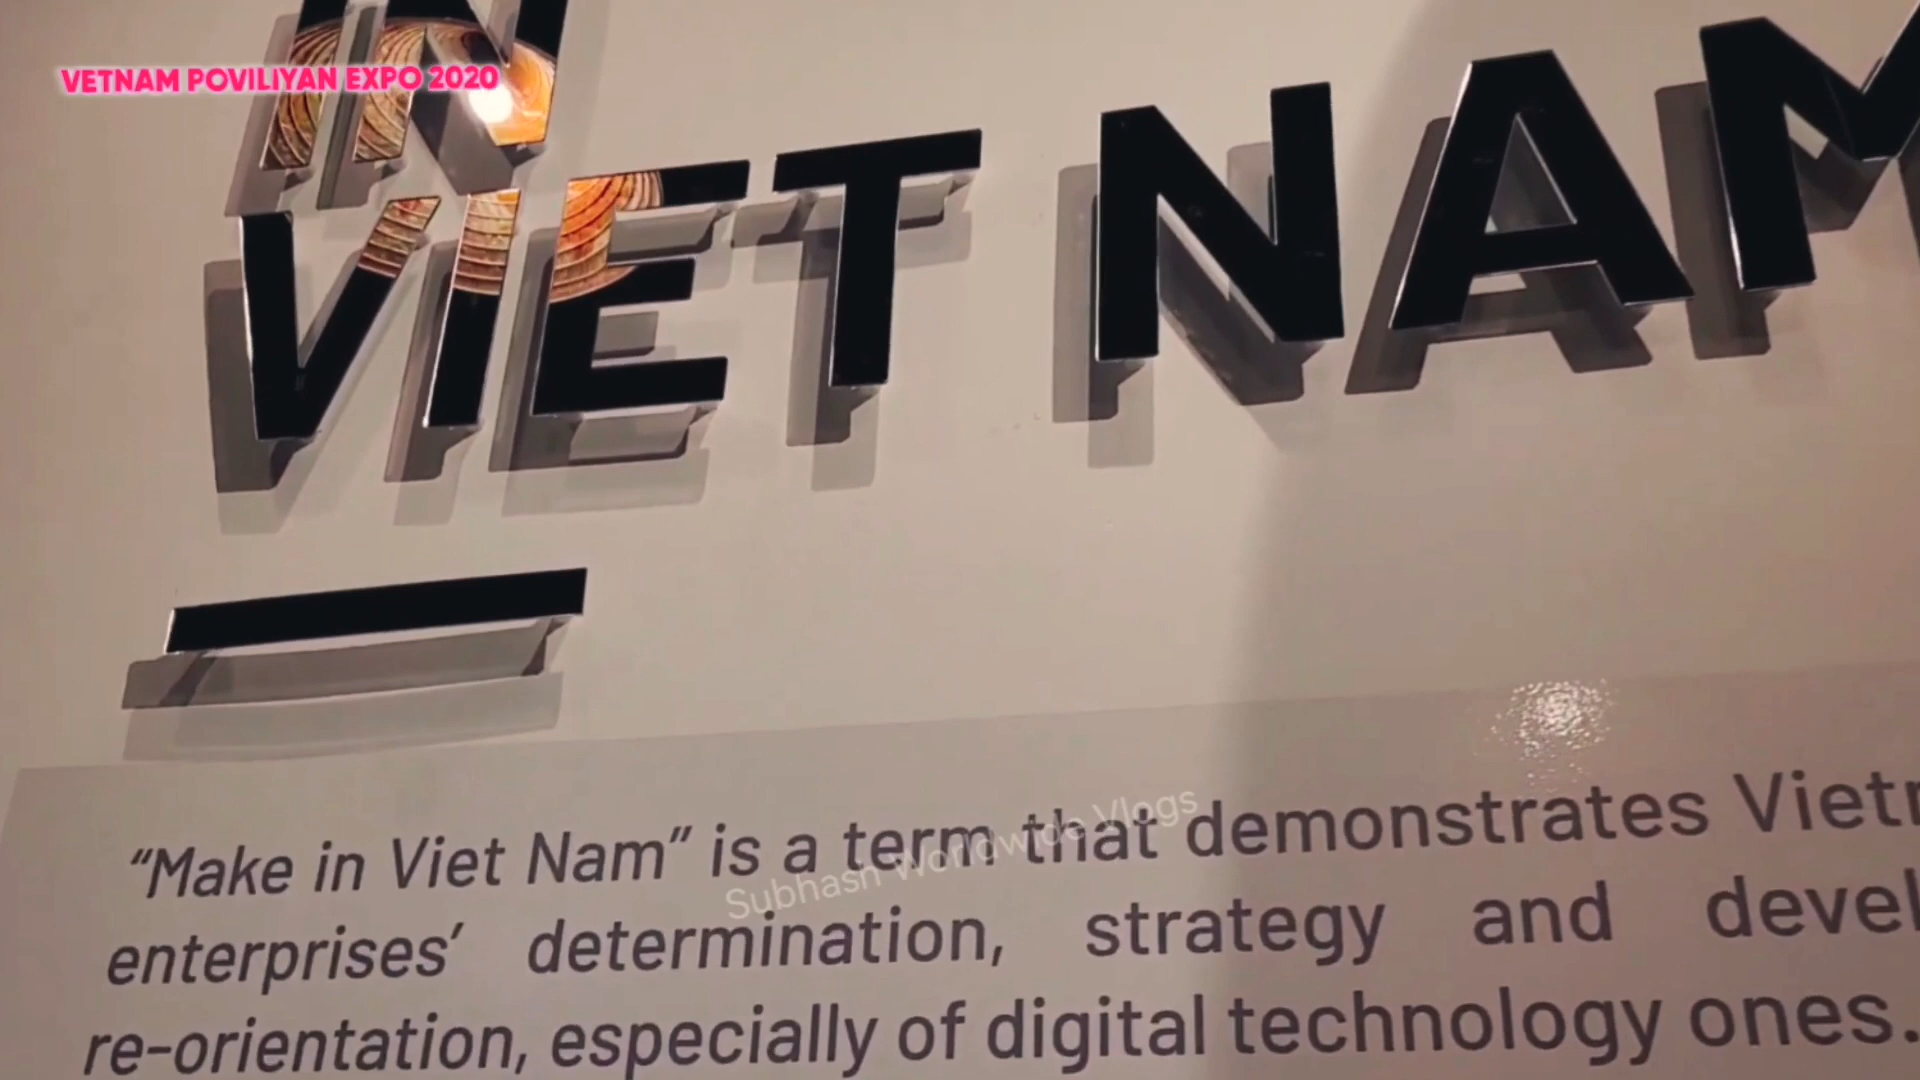 VETNAM POVILIYAN EXPO 2020
IN
VIET NAM
“Make in Viet Nam” is a term that demonstrates
Subhash Worldwide Vlogs
enterprises’ determination, strategy and
re-orientation, especially of digital technology ones.